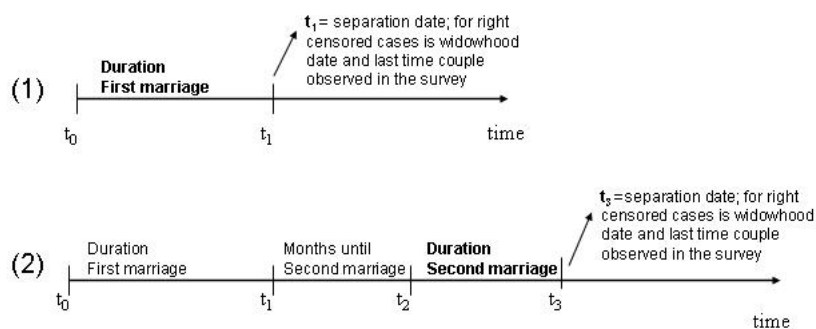 t1= separation date; for right
censored cases is widowhood
date and last time couple
observed in the survey
Duration
First marriage
(1)
t0
t1
time
t3=separation date; for right
censored cases is widowhood
date and last time couple
observed in the survey
(2)
Duration
First marriage
Months until
Second marriage
Duration
Second marriage
t0
t1
t2
t3
time